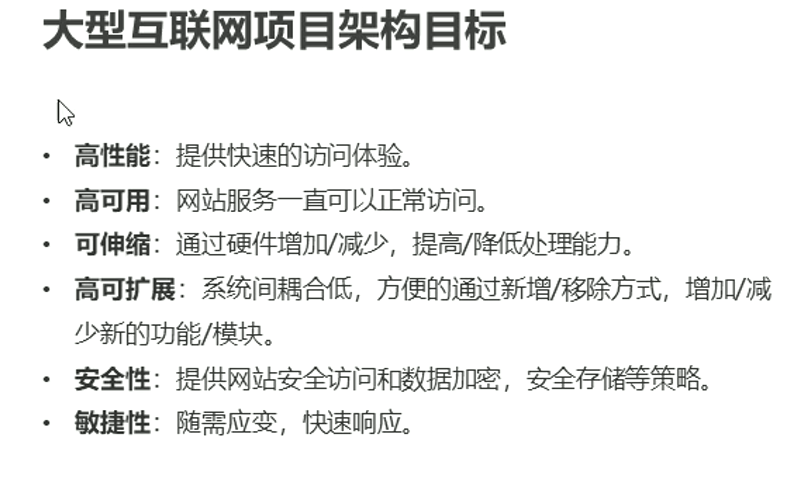 大型互联网项目架构目标
• 高性能：提供快速的访问体验。
• 高可用：网站服务一直可以正常访问。
• 可伸缩：通过硬件增加/减少，提高/降低处理能力。
• 高可扩展：系统间耦合低，方便的通过新增/移除方式，增加/减
少新的功能/模块。
• 安全性：提供网站安全访问和数据加密，安全存储等策略。
• 敏捷性：随需应变，快速响应。